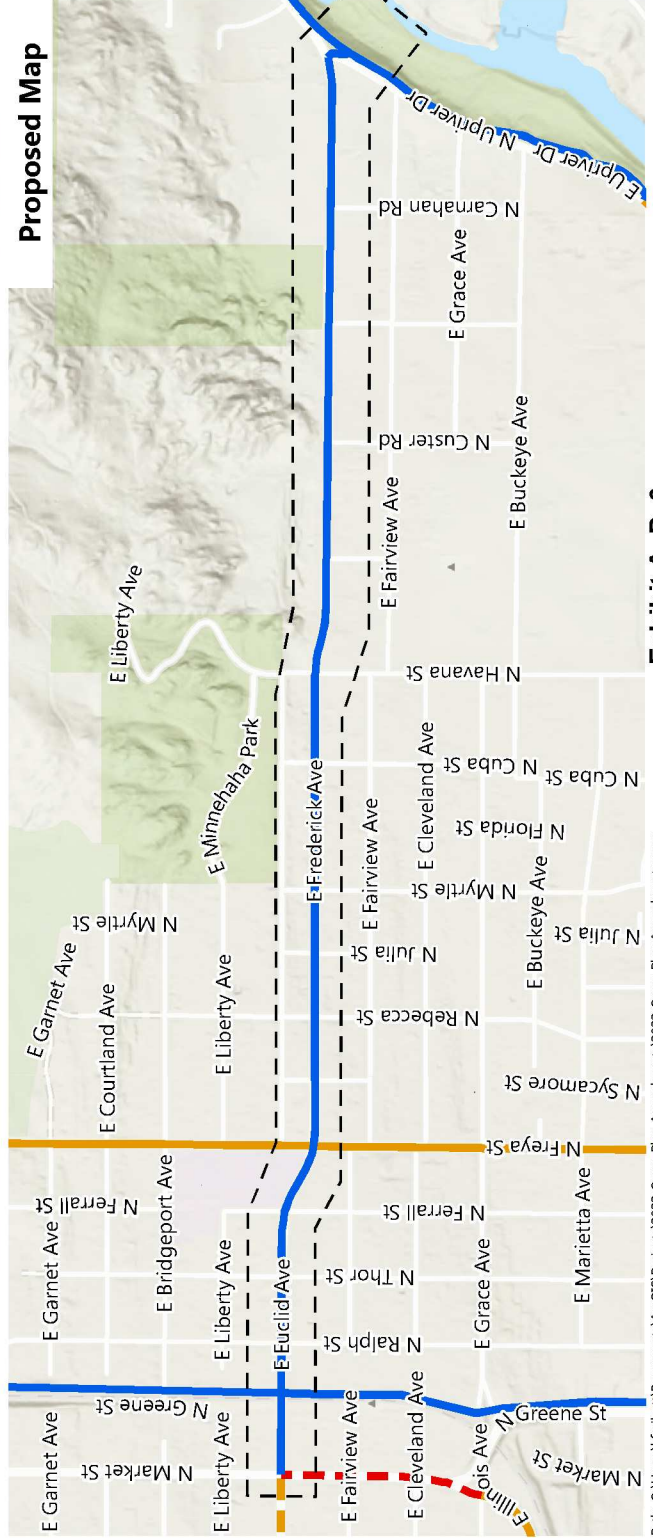 Proposed Map
E Upriver Dr
N Upriver Dr
N Carnahan Rd
E Grace Ave
N Custer Rd
E Buckeye Ave
E Fairview Ave
E Liberty Ave
N Havana St
E Minnehaha Park
E Frederick Ave
E Cleveland Ave
N Cuba St
N Cuba St
N Florida St
E Fairview Ave
N Myrtle St
N Myrtle St
E Buckeye Ave
N Julia St
N Julia St
E Garnet Ave
E Courtland Ave
E Liberty Ave
N Rebecca St
N Sycamore St
N Freya St
N Ferrall St
E Garnet Ave
E Bridgeport Ave
E Liberty Ave
E Euclid Ave
N Ferrall St
N Thor St
N Ralph St
E Grace Ave
E Marietta Ave
N Greene St
N Greene St
E Garnet Ave
N Market St
E Liberty Ave
E Fairview Ave
E Cleveland Ave
E Illinois Ave
N Market St